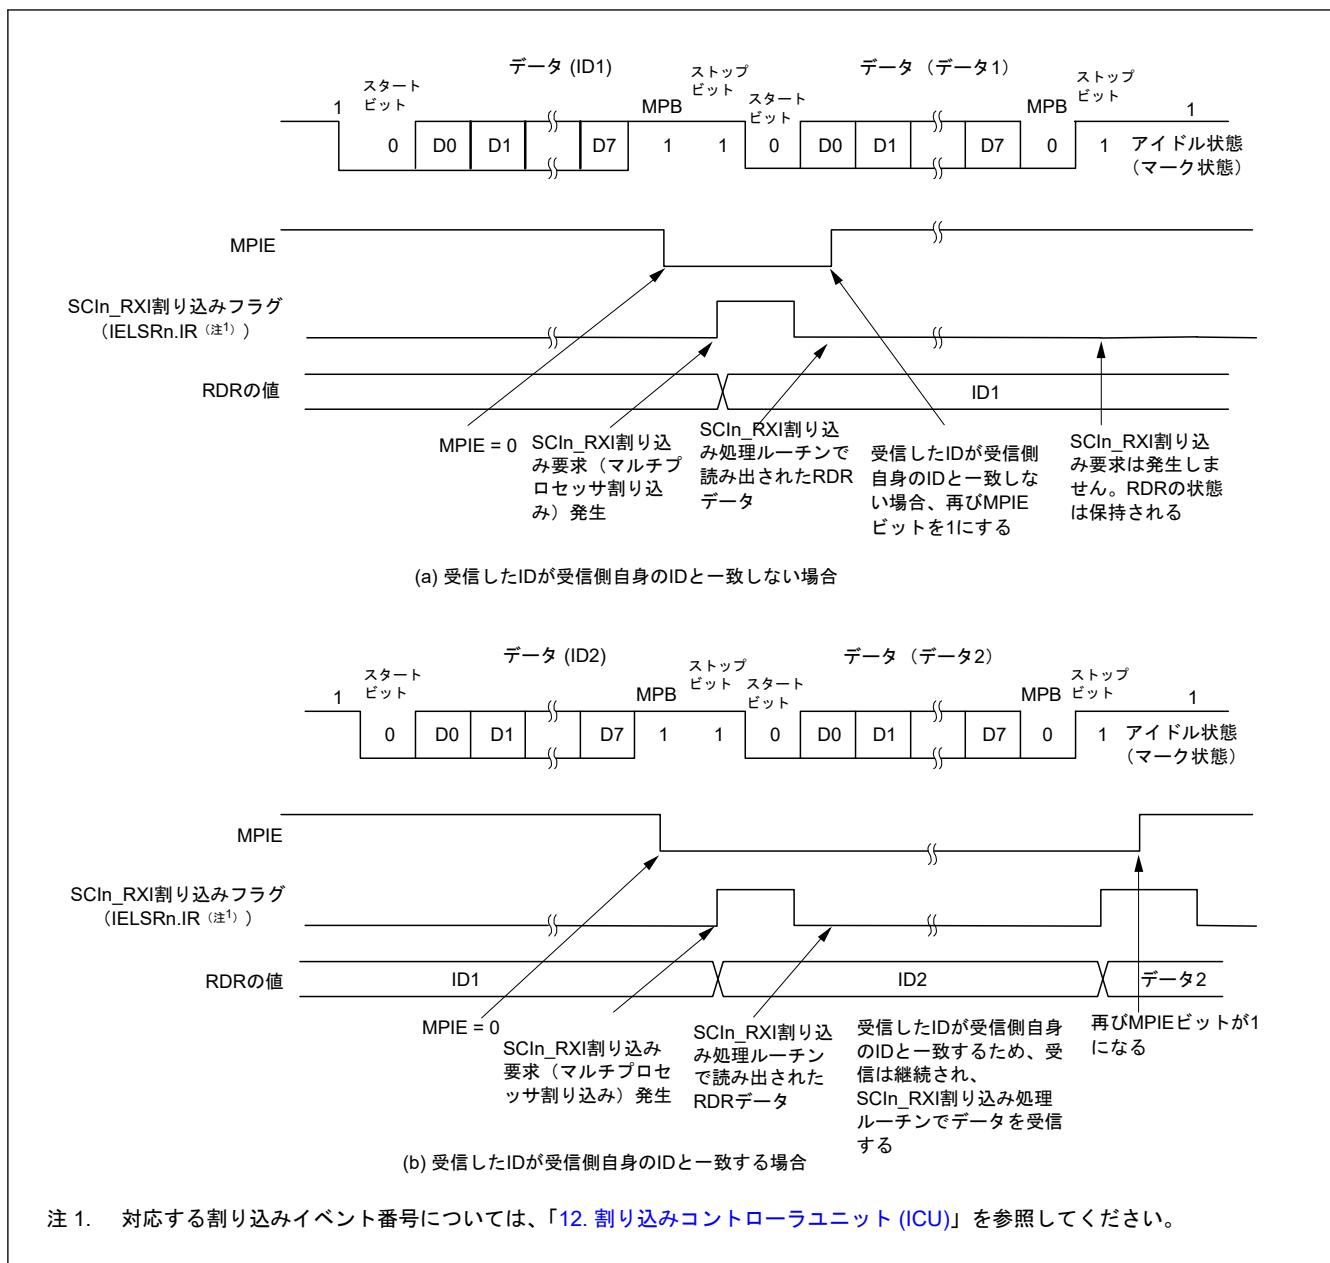 データ (ID1)
データ（データ1）
スタート
ビット
ストップ
ビット
スタート
ビット
ストップ
ビット
1
MPB
MPB
1
0 D0 D1 D7 1 1 0 D0 D1 D7 0 1
アイドル状態
（マーク状態）
MPIE
SCIn_RXI割り込みフラグ
（IELSRn.IR（注1））
RDRの値
ID1
MPIE = 0
SCIn_RXI割り込
み要求（マルチプ
ロセッサ割り込
み）発生
SCIn_RXI割り込
み処理ルーチンで
読み出されたRDR
データ
受信したIDが受信側
自身のIDと一致しな
い場合、再びMPIE
ビットを1にする
SCIn_RXI割り込
み要求は発生しま
せん。RDRの状態
は保持される
(a) 受信したIDが受信側自身のIDと一致しない場合
データ (ID2)
データ（データ2）
スタート
ビット
ストップ
ビット
スタート
ビット
ストップ
ビット
1
MPB
MPB
1
0 D0 D1 D7 1 1 0 D0 D1 D7 0 1
アイドル状態
（マーク状態）
MPIE
SCIn_RXI割り込みフラグ
（IELSRn.IR（注1））
RDRの値
ID1
ID2
データ2
MPIE = 0
SCIn_RXI割り込み
要求（マルチプロセ
ッサ割り込み）発生
SCIn_RXI割り込
み処理ルーチン
で読み出された
RDRデータ
受信したIDが受信側自身
のIDと一致するため、受
信は継続され、
SCIn_RXI割り込み処理
ルーチンでデータを受信
する
再びMPIEビットが1
になる
(b) 受信したIDが受信側自身のIDと一致する場合
注 1. 対応する割り込みイベント番号については、「12. 割り込みコントローラユニット (ICU)」を参照してください。